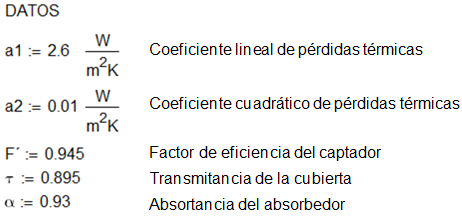 DATOS
a1 := 2.6 W/m²K Coeficiente lineal de pérdidas térmicas
a2 := 0.01 W/m²K Coeficiente cuadrático de pérdidas térmicas
F´ := 0.945 Factor de eficiencia del captador
τ := 0.895 Transmitancia de la cubierta
α := 0.93 Absortancia del absorbedor